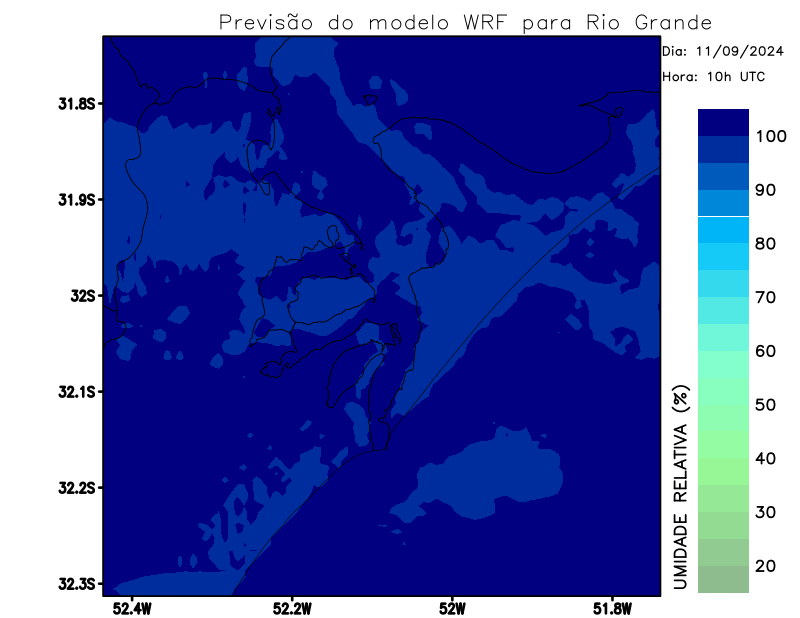 Previsão do modelo WRF para Rio Grande
Dia: 11/09/2024
Hora: 10h UTC
31.8S
31.9S
32S
32.1S
32.2S
32.3S
52.4W
52.2W
52W
51.8W
UMIDADE RELATIVA (%)
100
90
80
70
60
50
40
30
20